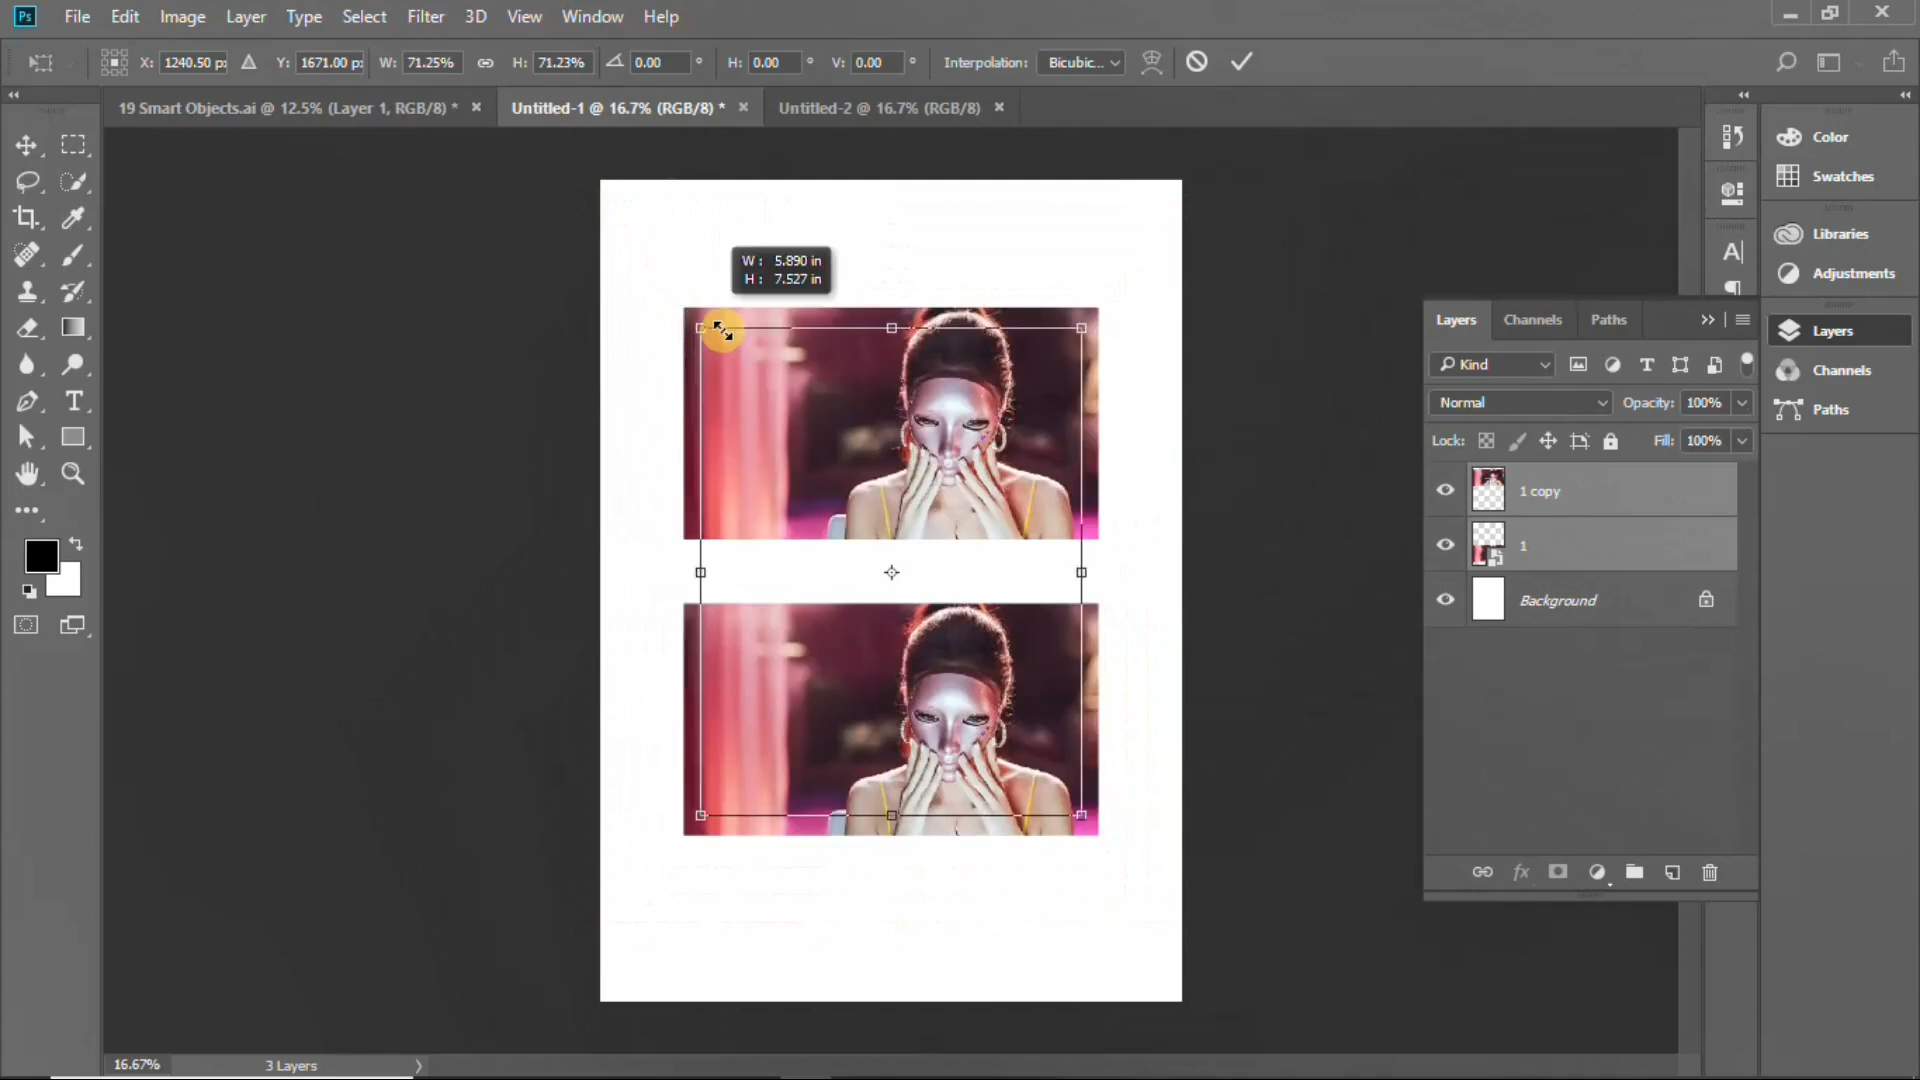 Ps File Edit Image Layer Type Select Filter 3D View Window Help
X: 1240.50 px Y: 1671.00 px W: 71.25% H: 71.23% 0.00 ° H: 0.00 ° V: 0.00 ° Interpolation: Bicubic...
19 Smart Objects.ai @ 12.5% (Layer 1, RGB/8) * × Untitled-1 @ 16.7% (RGB/8) * × Untitled-2 @ 16.7% (RGB/8) ×
Color
Swatches
Libraries
Adjustments
Layers
Channels
Paths
W : 5.890 in
H : 7.527 in
Layers Channels Paths
Kind
Normal Opacity: 100%
Lock: Fill: 100%
1 copy
1
Background
16.67% 3 Layers